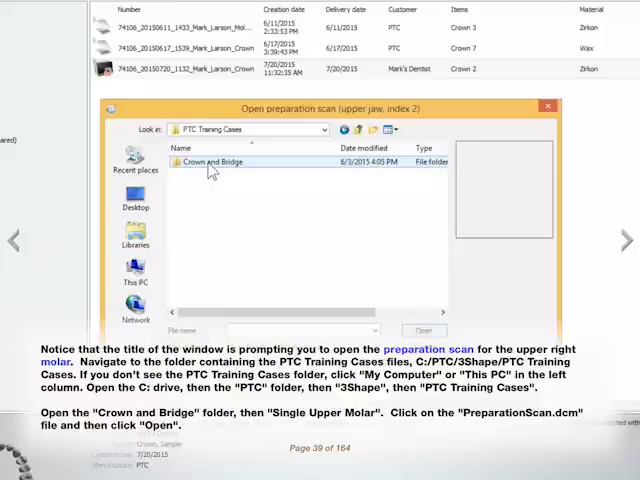 Number Creation date Delivery date Customer Items Material
74106_20150611_1433_Mark_Larson_Mol... 6/11/2015 2:33:53 PM 6/11/2015 PTC Crown 3 Zirkon
74106_20150617_1539_Mark_Larson_Crown 6/17/2015 3:39:43 PM 6/17/2015 PTC Crown 7 Wax
74106_20150720_1132_Mark_Larson_Crown 7/20/2015 11:32:35 AM 7/20/2015 Mark's Dentist Crown 2 Zirkon
Open preparation scan (upper jaw, index 2)
Look in: PTC Training Cases
ared)
Name Date modified Type
Crown and Bridge 6/3/2015 4:05 PM File folder
Recent places
Desktop
Libraries
This PC
Network
File name Open
Notice that the title of the window is prompting you to open the preparation scan for the upper right
molar. Navigate to the folder containing the PTC Training Cases files, C:/PTC/3Shape/PTC Training
Cases. If you don't see the PTC Training Cases folder, click "My Computer" or "This PC" in the left
column. Open the C: drive, then the "PTC" folder, then "3Shape", then "PTC Training Cases".
Open the "Crown and Bridge" folder, then "Single Upper Molar". Click on the "PreparationScan.dcm"
file and then click "Open".
Page 39 of 164
Crown, Sample
Created date 7/20/2015
Manufacturer PTC